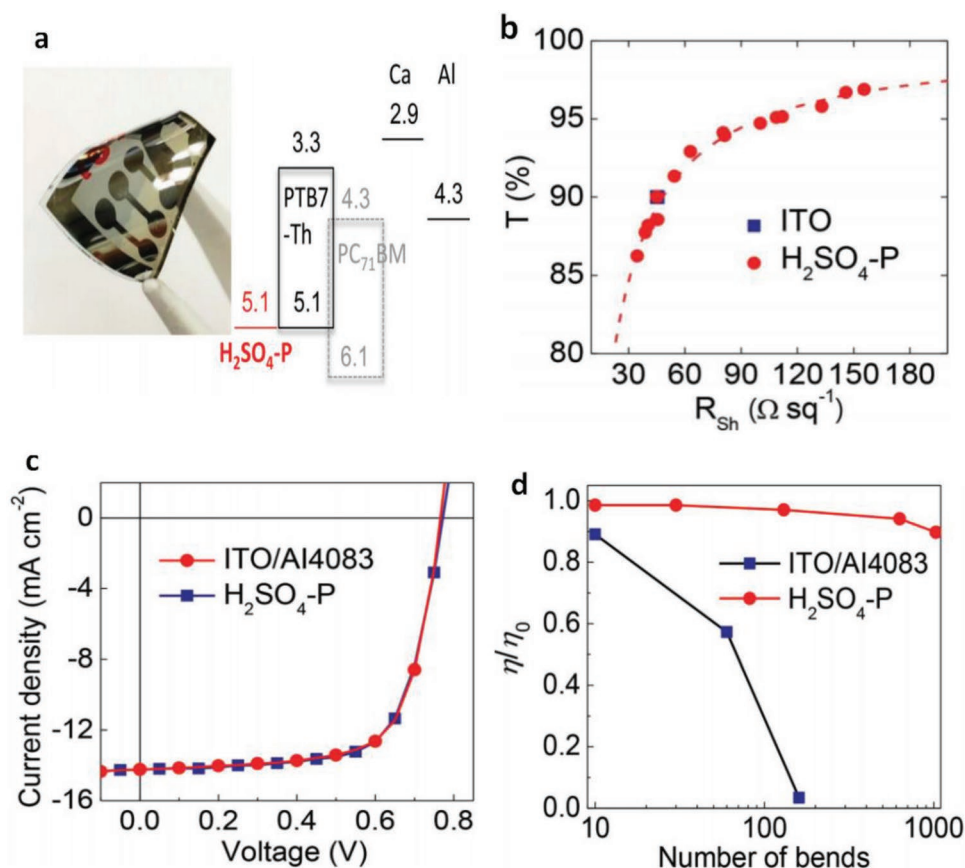 a
Ca Al
2.9
3.3
PTB7
-Th
4.3
4.3
PC₇₁BM
5.1
5.1
H₂SO₄-P
6.1
b
100
95
90
85
80
T (%)
ITO
H₂SO₄-P
30 60 90 120 150 180
R_Sh (Ω sq⁻¹)
c
0
-4
-8
-12
-16
Current density (mA cm⁻²)
ITO/AI4083
H₂SO₄-P
0.0 0.2 0.4 0.6 0.8
Voltage (V)
d
1.0
0.8
0.6
0.4
0.2
0.0
η/η₀
ITO/AI4083
H₂SO₄-P
10 100 1000
Number of bends